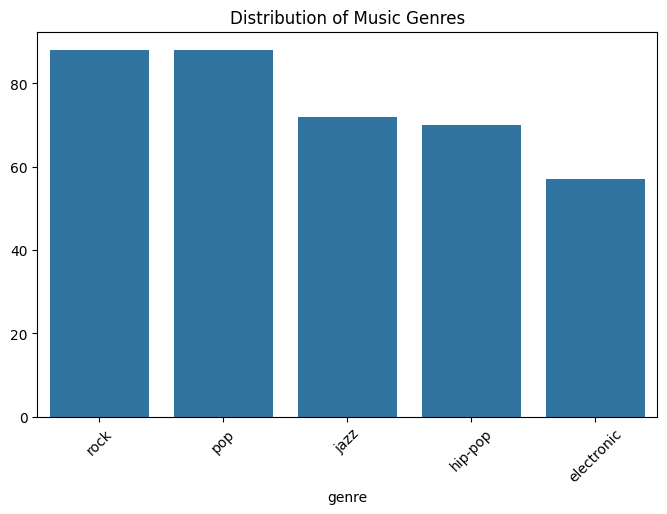 Distribution of Music Genres
80
60
40
20
0
rock
pop
jazz
hip-pop
electronic
genre